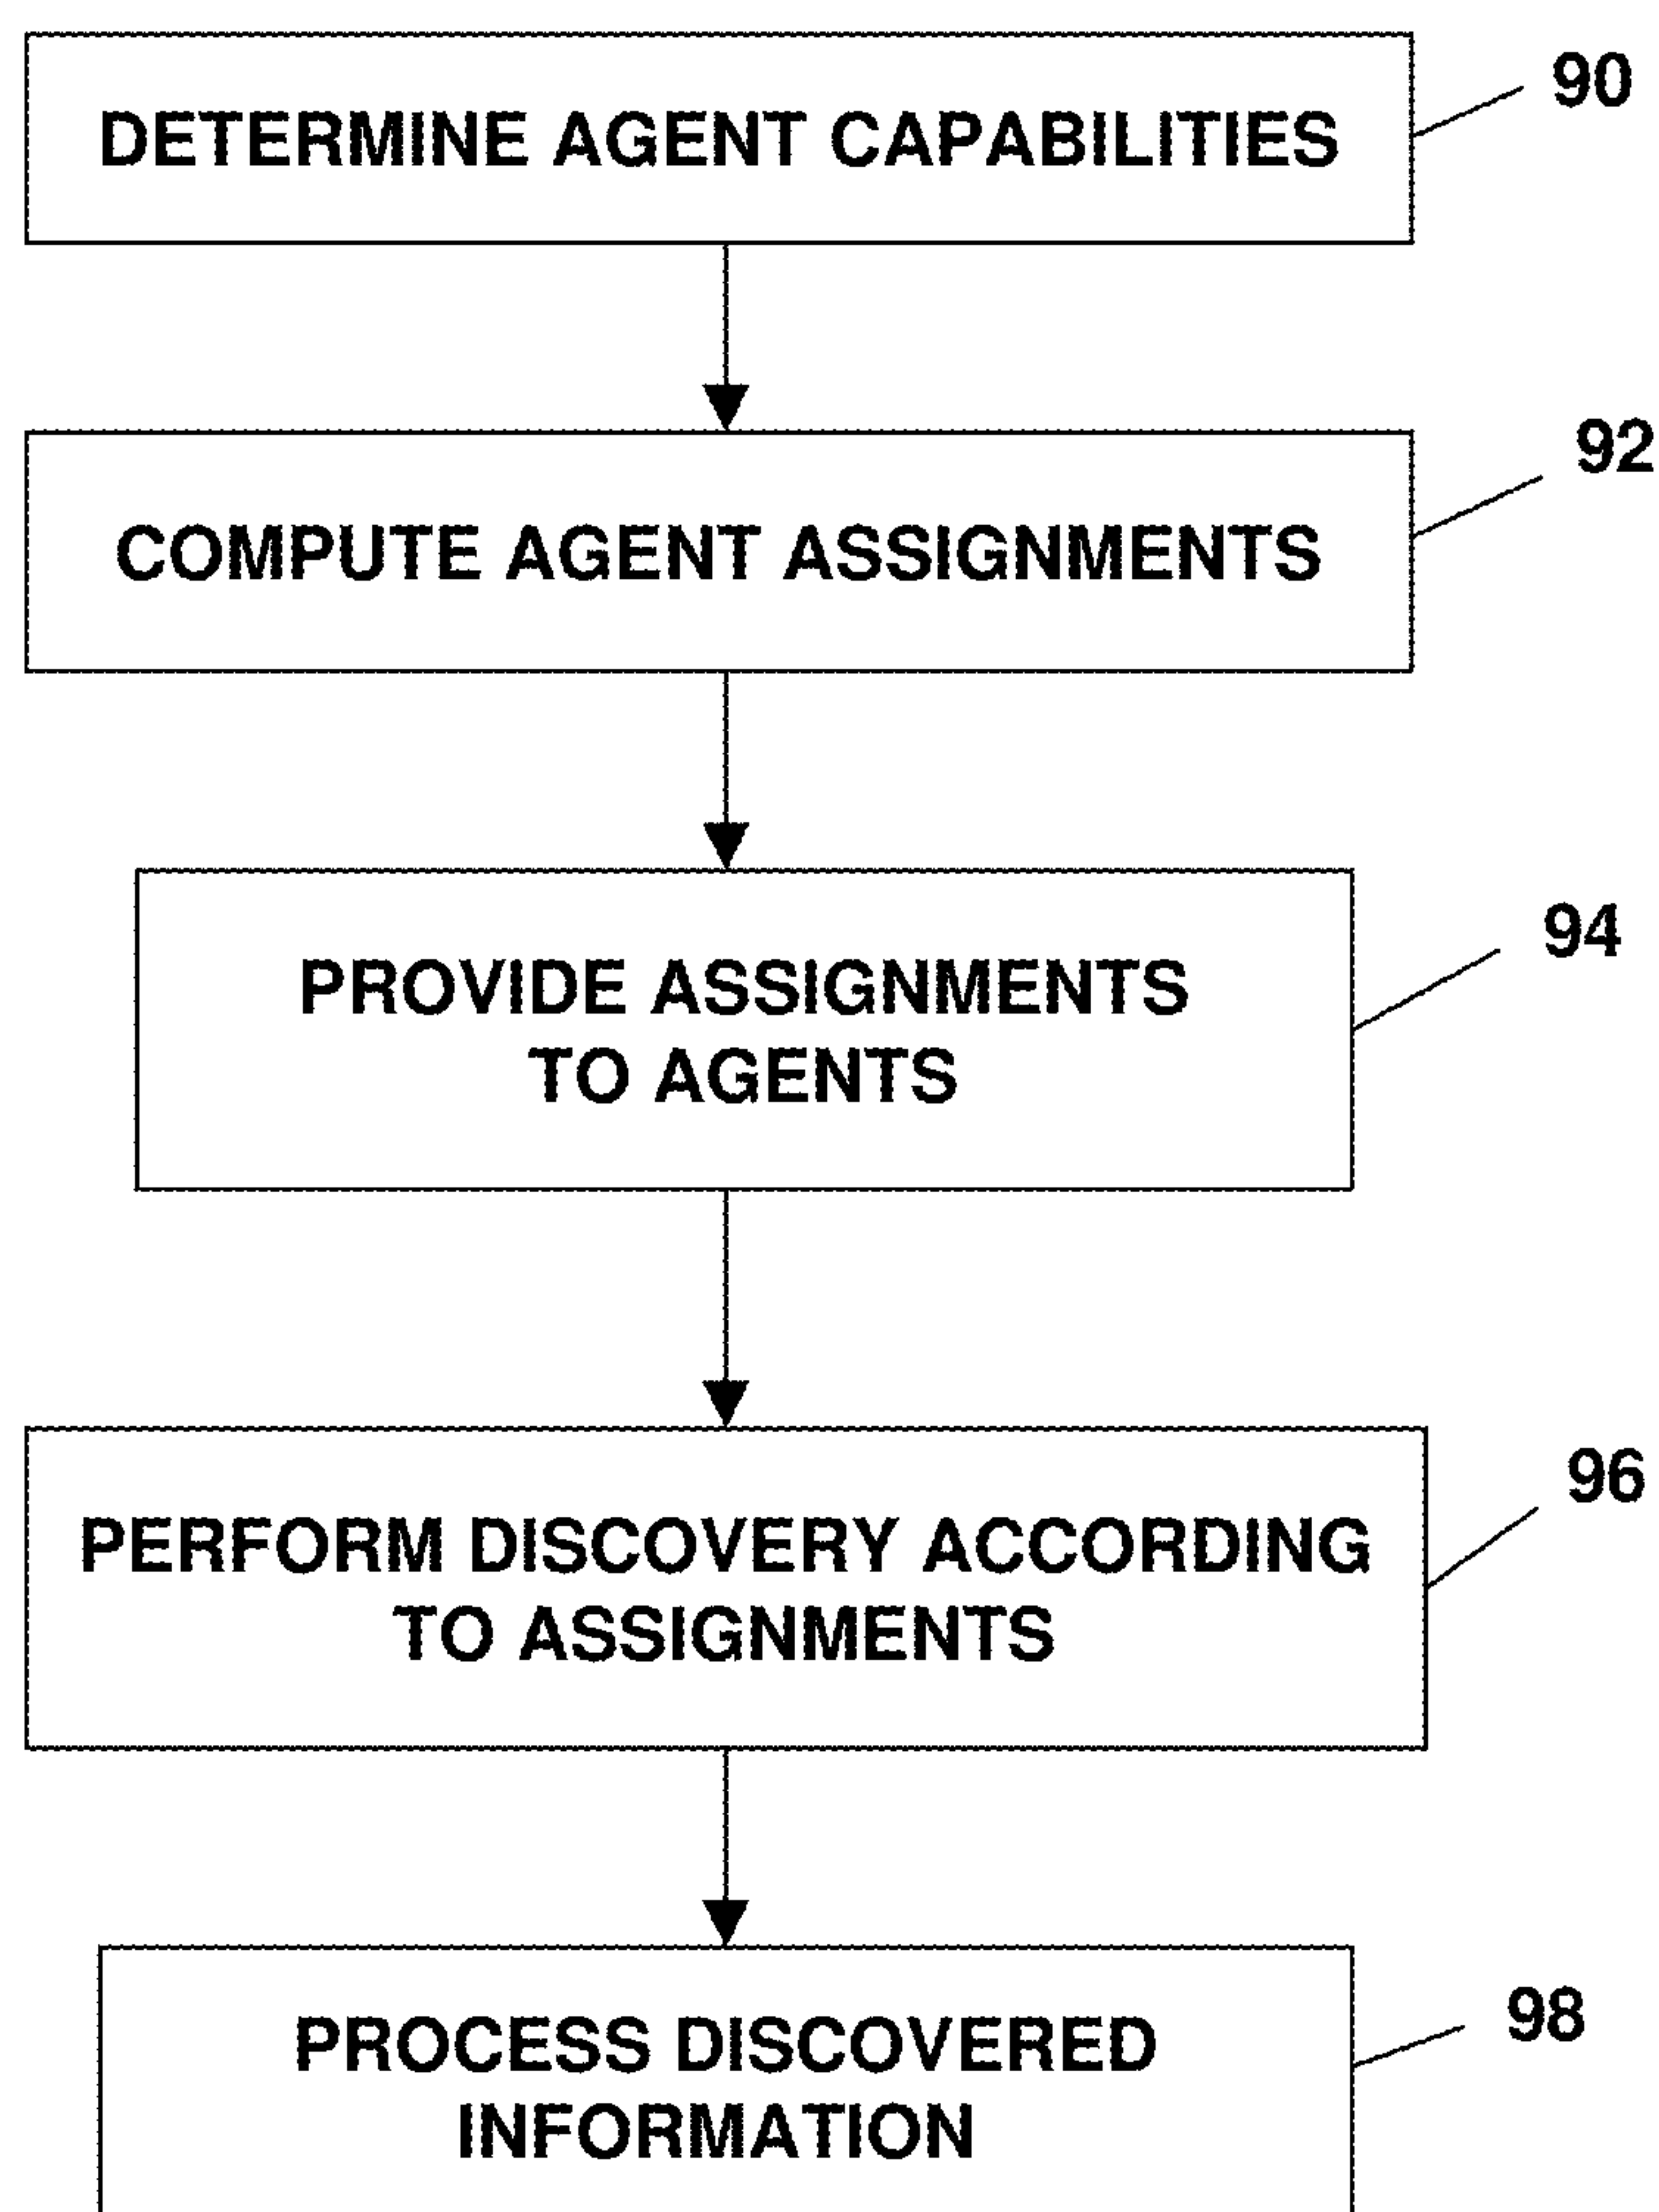 DETERMINE AGENT CAPABILITIES
90
COMPUTE AGENT ASSIGNMENTS
92
PROVIDE ASSIGNMENTS
TO AGENTS
94
PERFORM DISCOVERY ACCORDING
TO ASSIGNMENTS
96
PROCESS DISCOVERED
INFORMATION
98